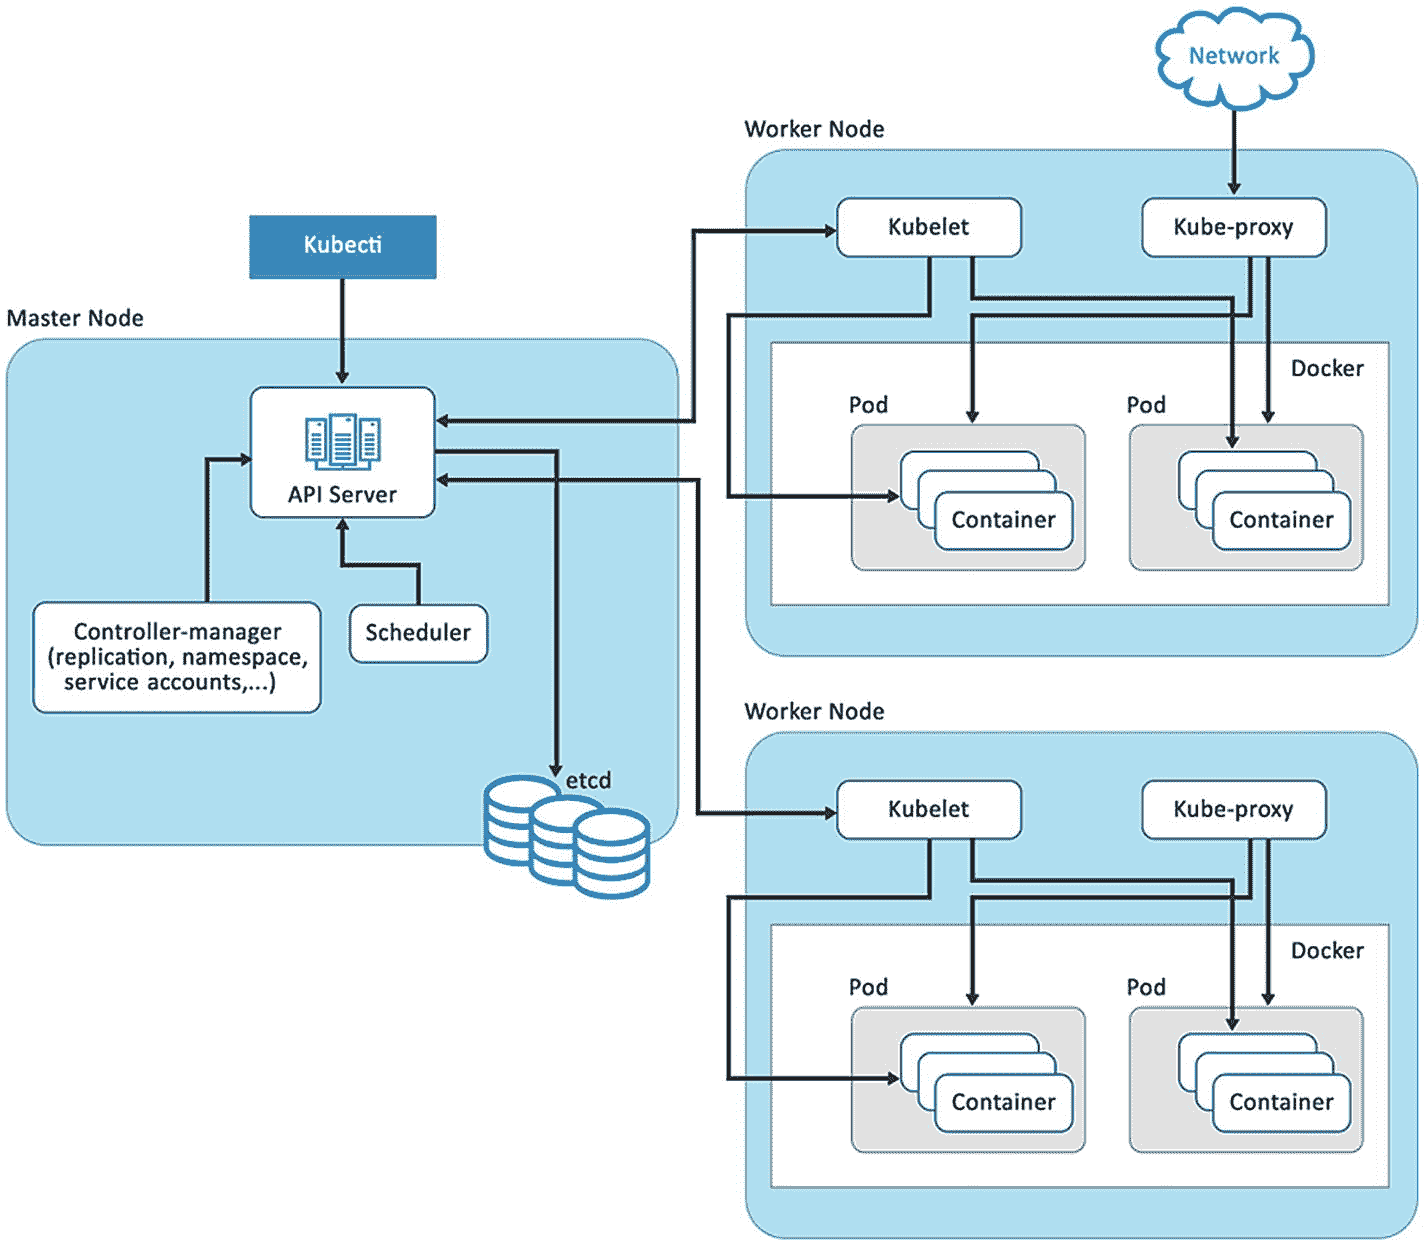 Network
Worker Node
Kubelet
Kube-proxy
Kubecti
Master Node
Docker
Pod
Pod
API Server
Container
Container
Controller-manager
(replication, namespace,
service accounts,...)
Scheduler
Worker Node
etcd
Kubelet
Kube-proxy
Docker
Pod
Pod
Container
Container